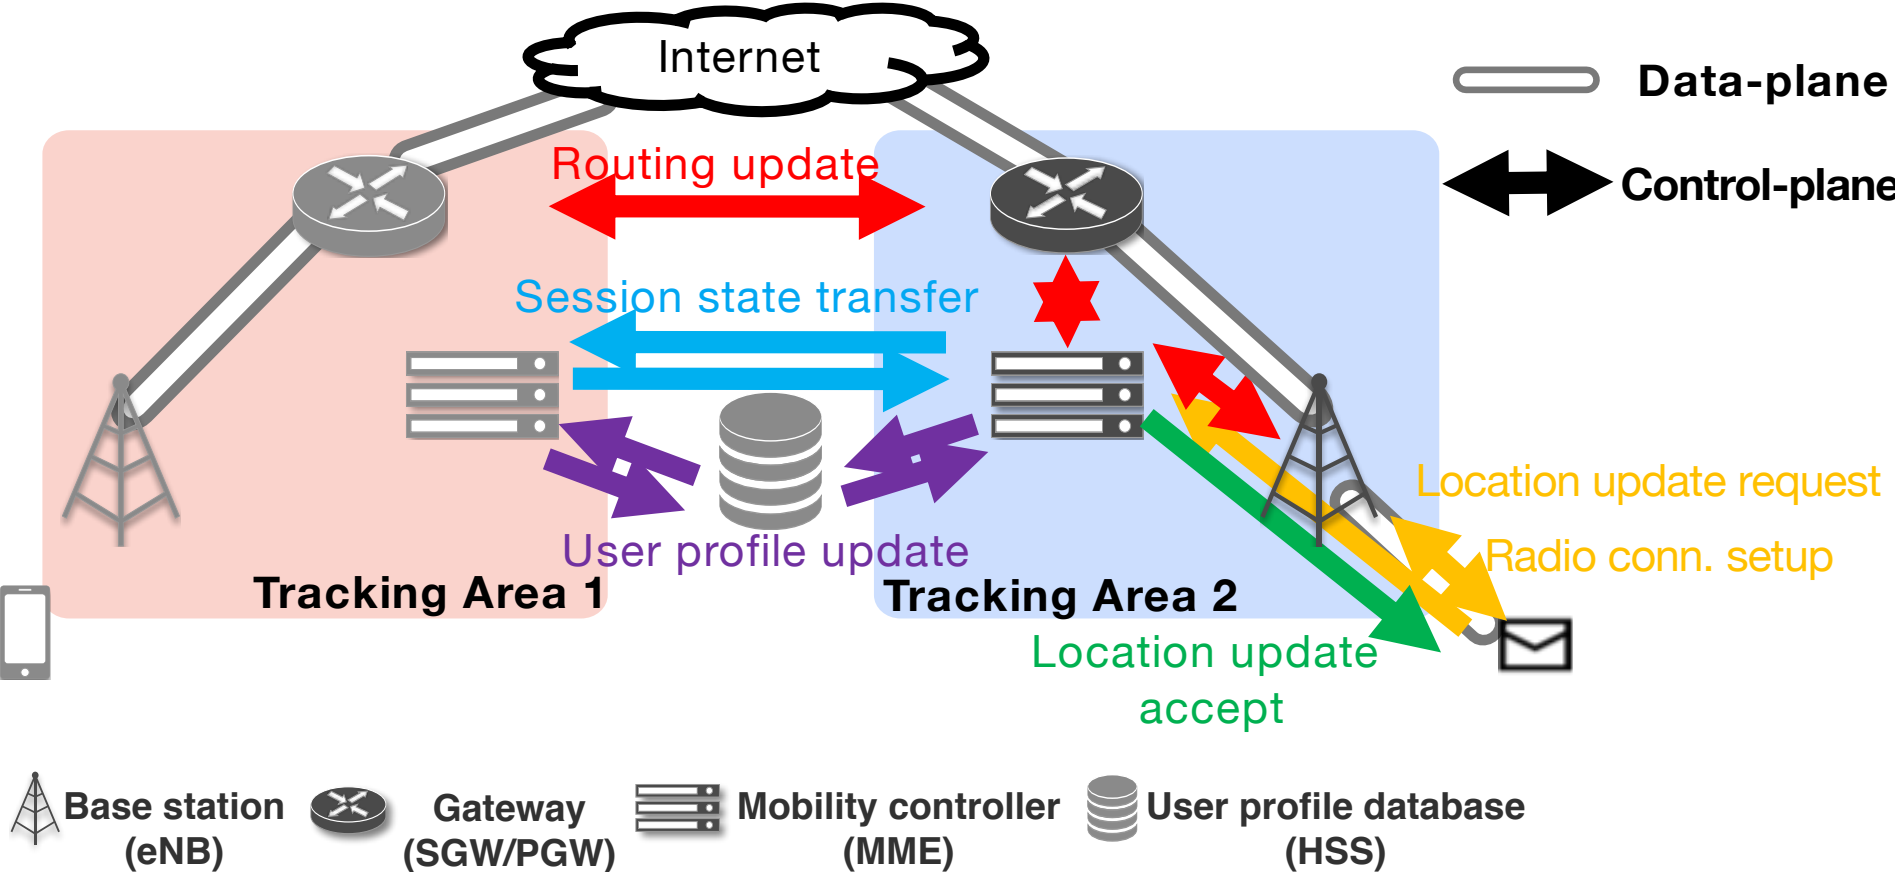 Internet
Data-plane
Routing update
Control-plane
Session state transfer
Location update request
User profile update
Radio conn. setup
Tracking Area 1
Tracking Area 2
Location update
accept
Base station
(eNB)
Gateway
(SGW/PGW)
Mobility controller
(MME)
User profile database
(HSS)